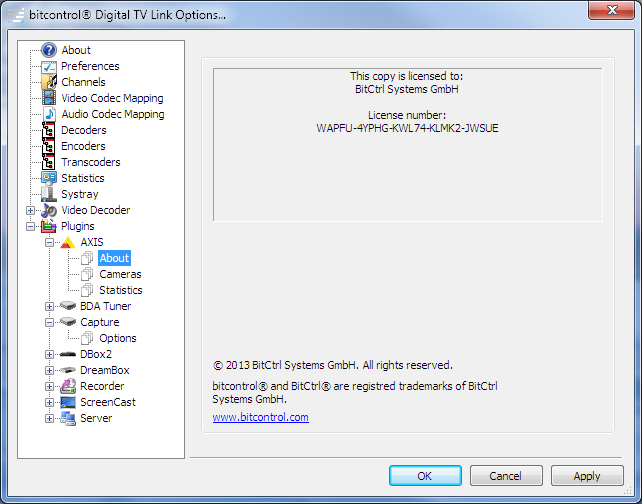 bitcontrol® Digital TV Link Options...
About
Preferences
Channels
Video Codec Mapping
Audio Codec Mapping
Decoders
Encoders
Transcoders
Statistics
Systray
Video Decoder
Plugins
AXIS
About
Cameras
Statistics
BDA Tuner
Capture
Options
DBox2
DreamBox
Recorder
ScreenCast
Server
This copy is licensed to:
BitCtrl Systems GmbH
License number:
WAPFU-4YPHG-KWL74-KLMK2-JWSUE
© 2013 BitCtrl Systems GmbH. All rights reserved.
bitcontrol® and BitCtrl® are registred trademarks of BitCtrl
Systems GmbH.
www.bitcontrol.com
OK
Cancel
Apply